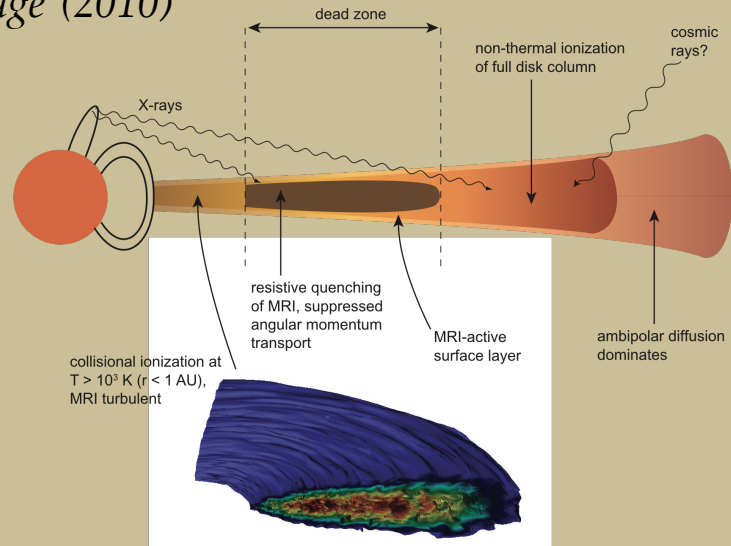 (2010)
dead zone
cosmic
rays?
non-thermal ionization
of full disk column
X-rays
resistive quenching
of MRI, suppressed
angular momentum
transport
MRI-active
surface layer
ambipolar diffusion
dominates
collisional ionization at
T > 10³ K (r < 1 AU),
MRI turbulent